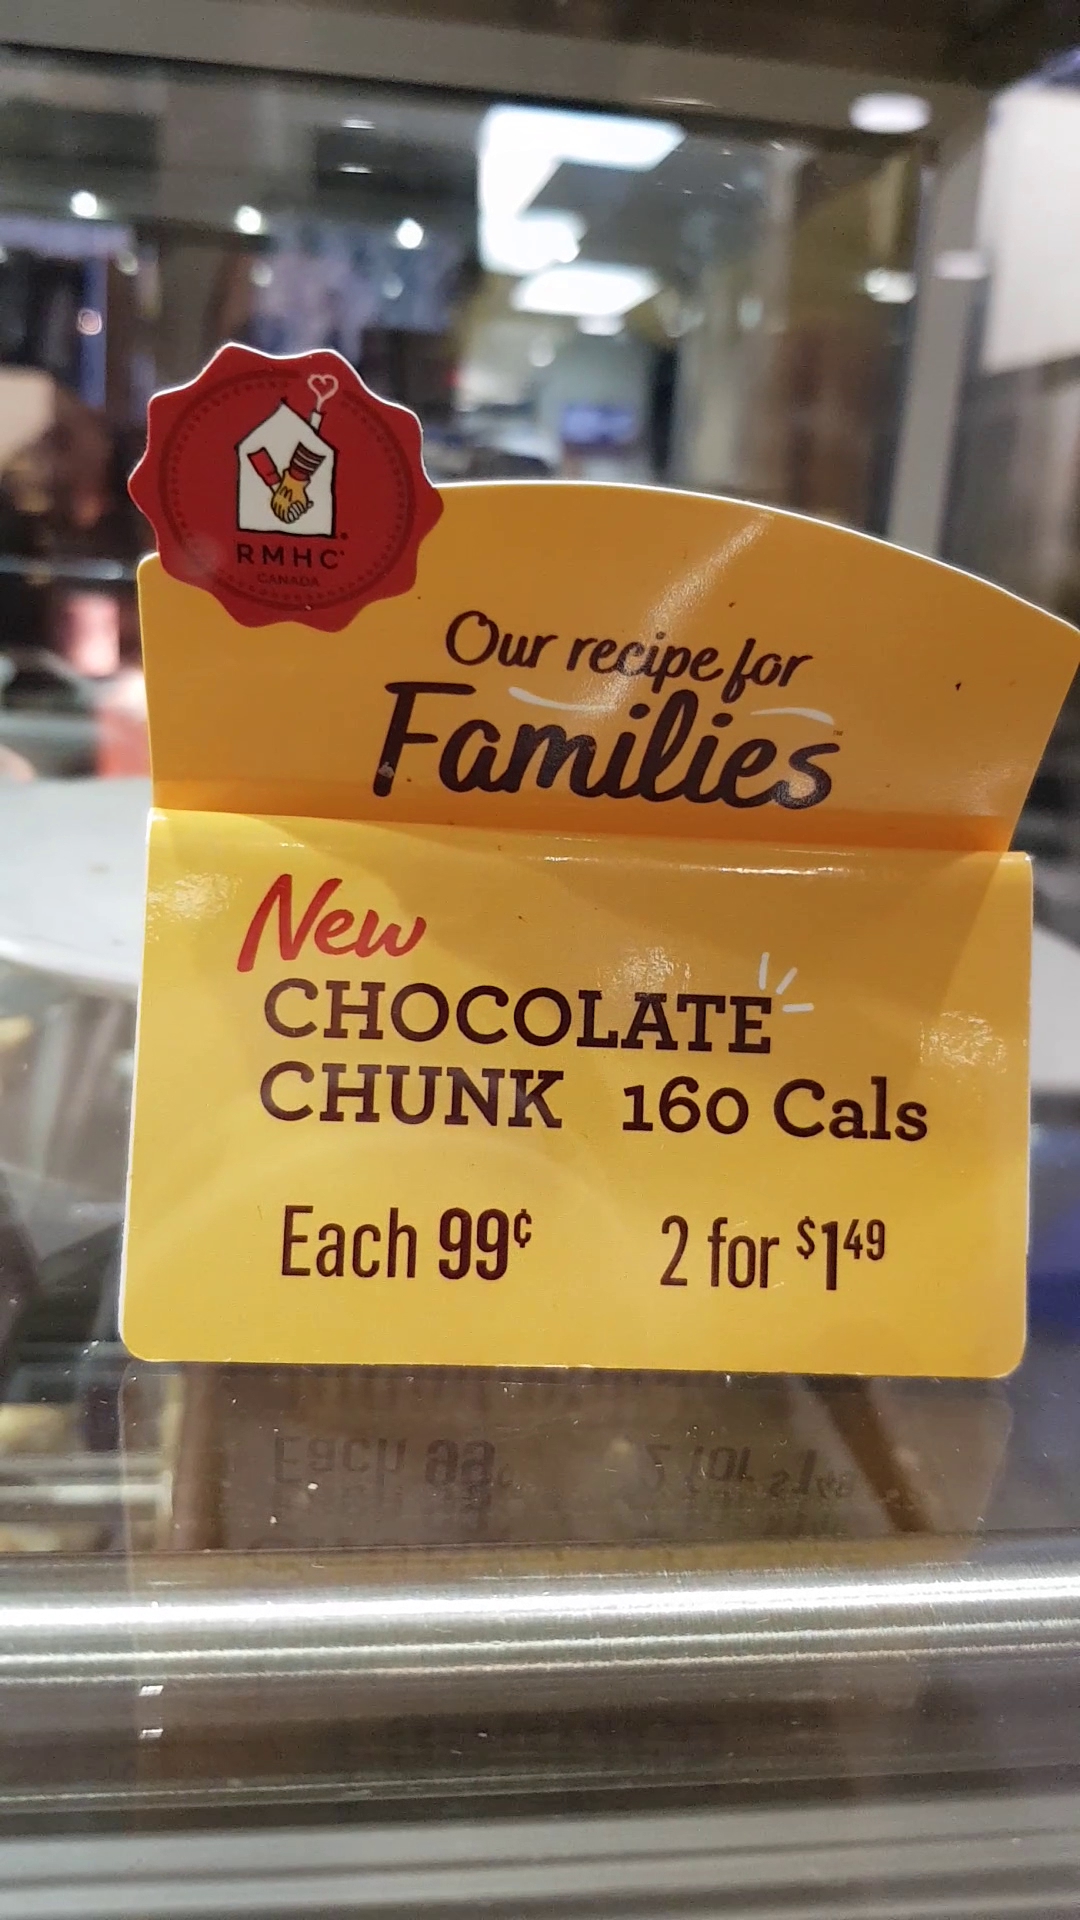 RMHC
CANADA
Our recipe for
Families
New
CHOCOLATE
CHUNK 160 Cals
Each 99¢ 2 for $1.49